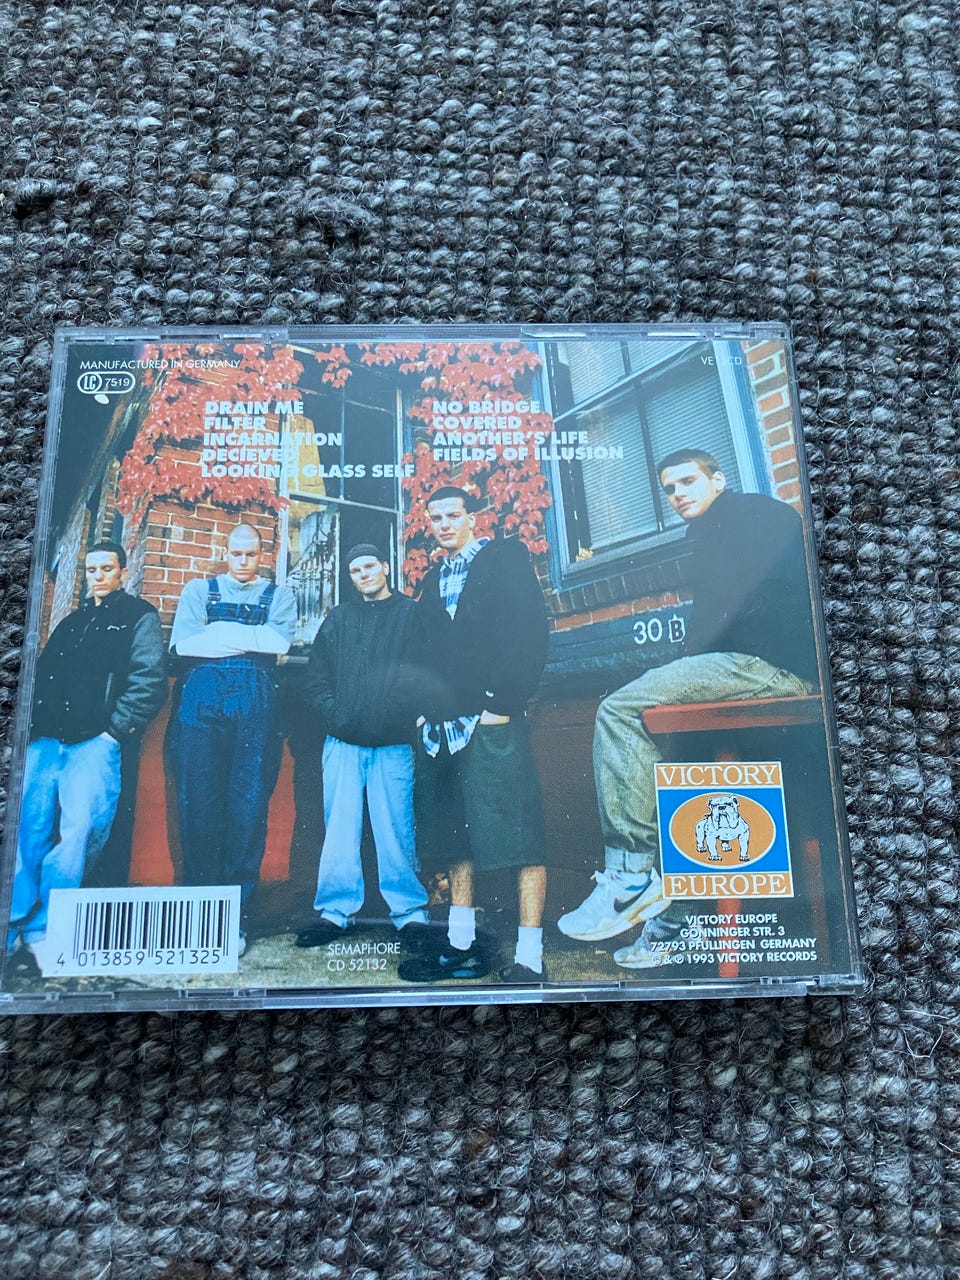 MANUFACTURED IN GERMANY
LC 7519
CD
DRAIN ME
FILTER
INCARNATION
DECIEVED
LOOKING GLASS SELF
NO BRIDGE
COVERED
ANOTHER'S LIFE
FIELDS OF ILLUSION
30 B
VICTORY
EUROPE
VICTORY EUROPE
GÖNNINGER STR. 3
72793 PFULLINGEN GERMANY
© & ℗ 1993 VICTORY RECORDS
SEMAPHORE
CD 52132
4 013859 521325